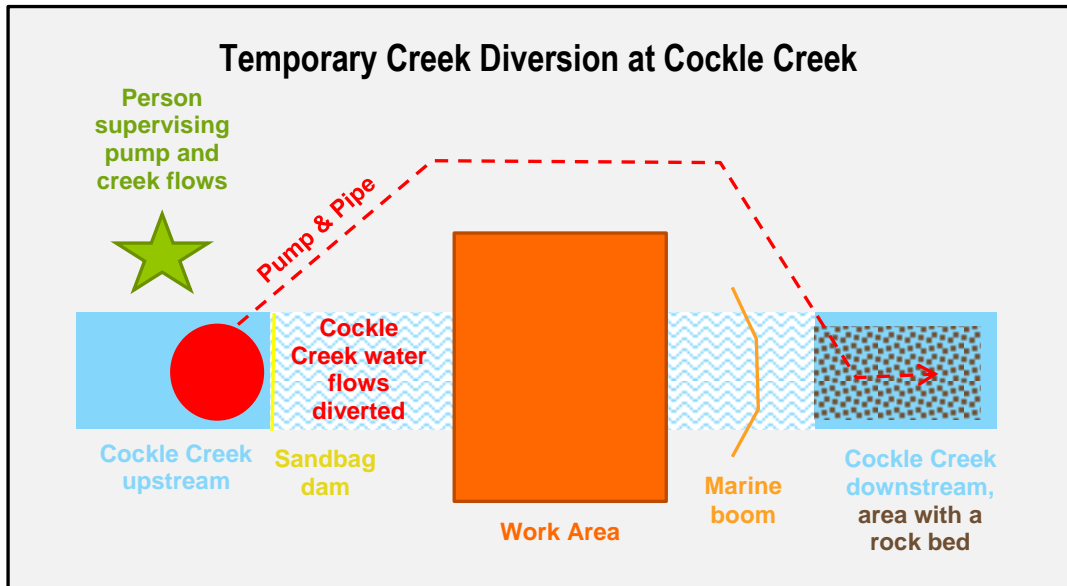 Temporary Creek Diversion at Cockle Creek
Person
supervising
pump and
creek flows
Pump & Pipe
Cockle
Creek water
flows
diverted
Cockle Creek
upstream
Sandbag
dam
Work Area
Marine
boom
Cockle Creek
downstream,
area with a
rock bed